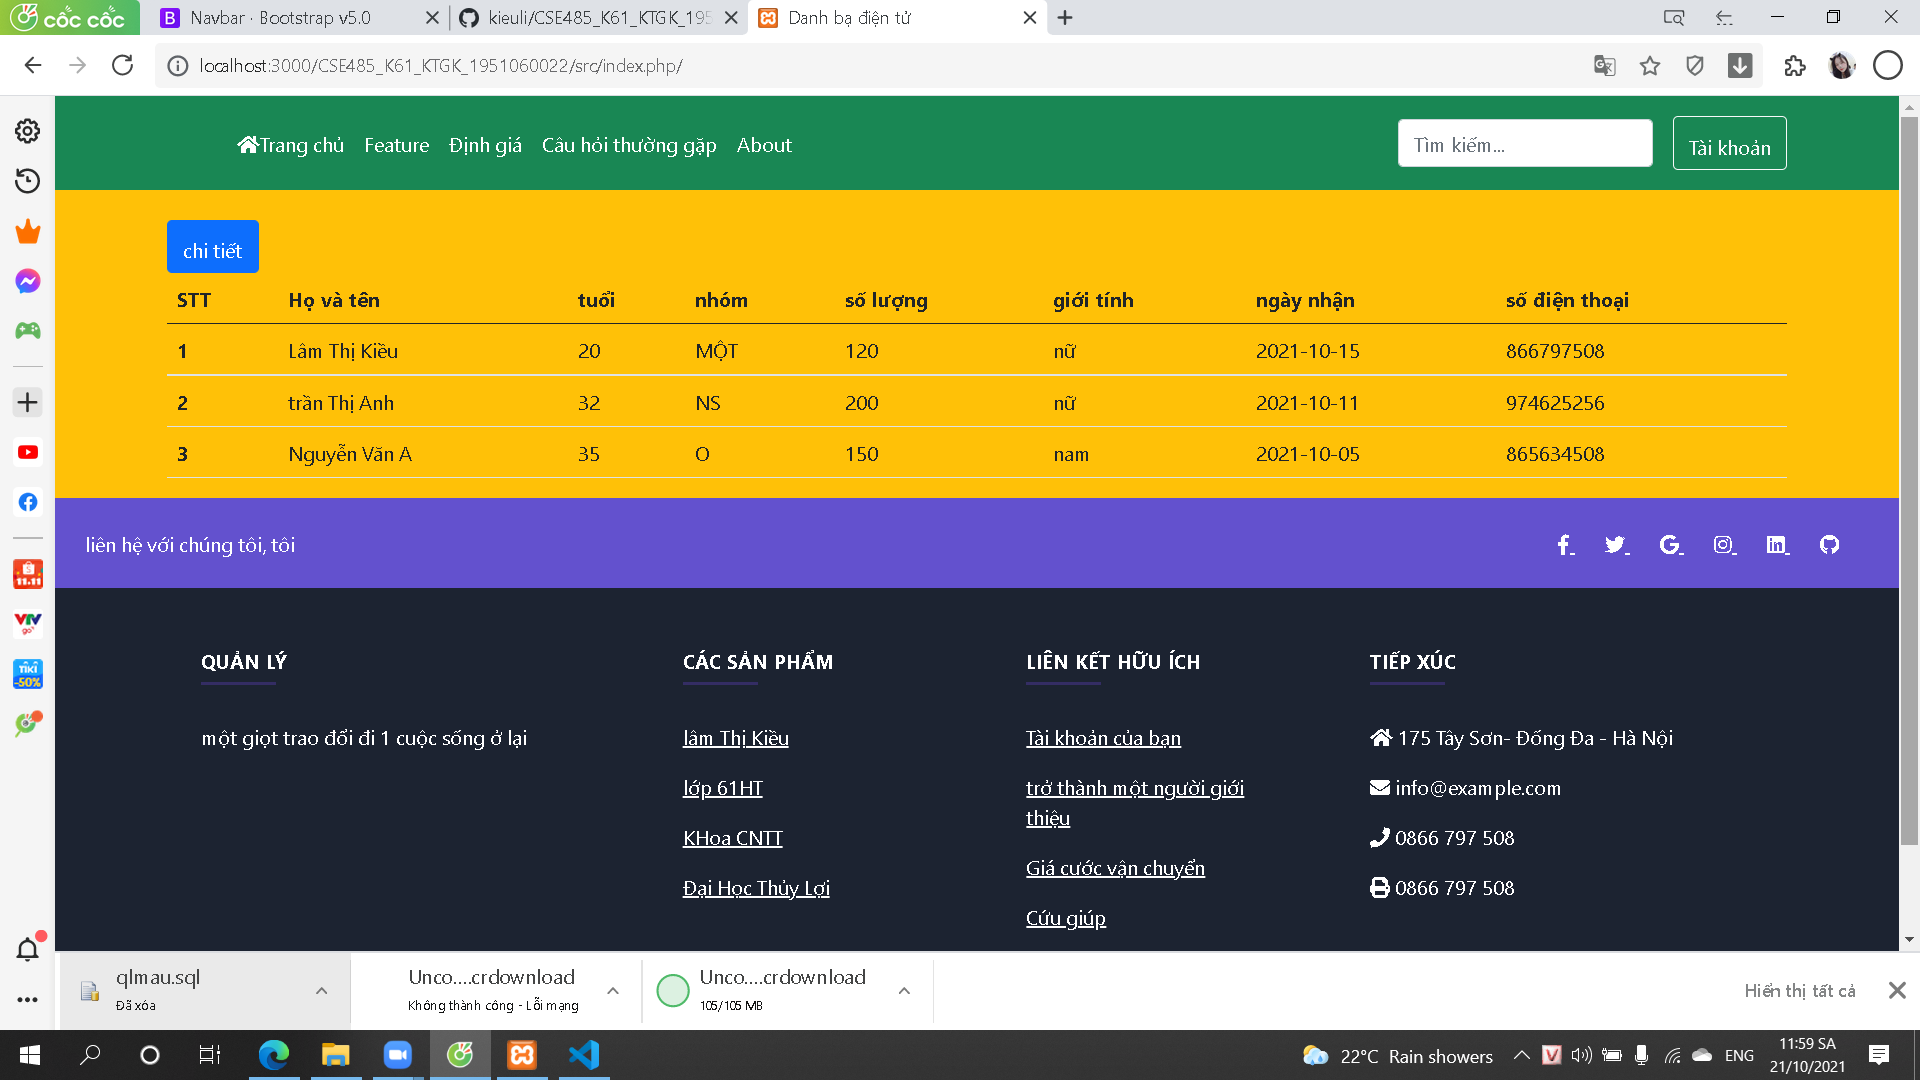 cốc cốc
Navbar · Bootstrap v5.0
kieuli/CSE485_K61_KTGK_195
Danh bạ điện tử
localhost:3000/CSE485_K61_KTGK_1951060022/src/index.php/
Trang chủ Feature Định giá Câu hỏi thường gặp About
Tìm kiếm...
Tài khoản
chi tiết
STT Họ và tên tuổi nhóm số lượng giới tính ngày nhận số điện thoại
1 Lâm Thị Kiều 20 MỘT 120 nữ 2021-10-15 866797508
2 trần Thị Anh 32 NS 200 nữ 2021-10-11 974625256
3 Nguyễn Văn A 35 O 150 nam 2021-10-05 865634508
liên hệ với chúng tôi, tôi
QUẢN LÝ
một giọt trao đổi đi 1 cuộc sống ở lại
CÁC SẢN PHẨM
lâm Thị Kiều
lớp 61HT
KHoa CNTT
Đại Học Thủy Lợi
LIÊN KẾT HỮU ÍCH
Tài khoản của bạn
trở thành một người giới
thiệu
Giá cước vận chuyển
Cứu giúp
TIẾP XÚC
175 Tây Sơn- Đống Đa - Hà Nội
info@example.com
0866 797 508
0866 797 508
11.11
VTV
go
TIKI
-50%
qlmau.sql
Đã xóa
Unco....crdownload
Không thành công - Lỗi mạng
Unco....crdownload
105/105 MB
Hiển thị tất cả
22°C Rain showers
ENG
11:59 SA
21/10/2021